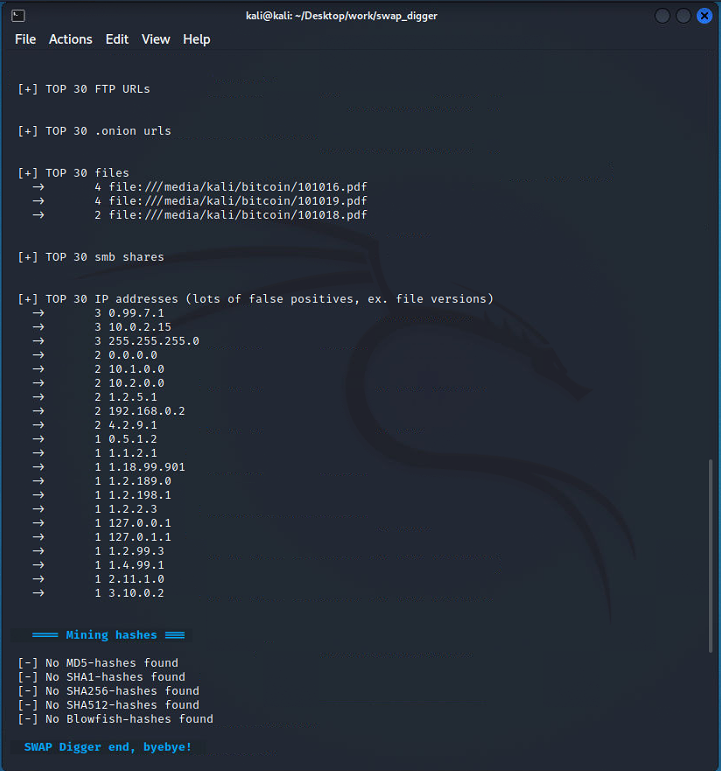 kali@kali: ~/Desktop/work/swap_digger
File Actions Edit View Help
[+] TOP 30 FTP URLs
[+] TOP 30 .onion urls
[+] TOP 30 files
→ 4 file:///media/kali/bitcoin/101016.pdf
→ 4 file:///media/kali/bitcoin/101019.pdf
→ 2 file:///media/kali/bitcoin/101018.pdf
[+] TOP 30 smb shares
[+] TOP 30 IP addresses (lots of false positives, ex. file versions)
→ 3 0.99.7.1
→ 3 10.0.2.15
→ 3 255.255.255.0
→ 2 0.0.0.0
→ 2 10.1.0.0
→ 2 10.2.0.0
→ 2 1.2.5.1
→ 2 192.168.0.2
→ 2 4.2.9.1
→ 1 0.5.1.2
→ 1 1.1.2.1
→ 1 1.18.99.901
→ 1 1.2.189.0
→ 1 1.2.198.1
→ 1 1.2.2.3
→ 1 127.0.0.1
→ 1 127.0.1.1
→ 1 1.2.99.3
→ 1 1.4.99.1
→ 1 2.11.1.0
→ 1 3.10.0.2
==== Mining hashes ===
[-] No MD5-hashes found
[-] No SHA1-hashes found
[-] No SHA256-hashes found
[-] No SHA512-hashes found
[-] No Blowfish-hashes found
SWAP Digger end, byebye!